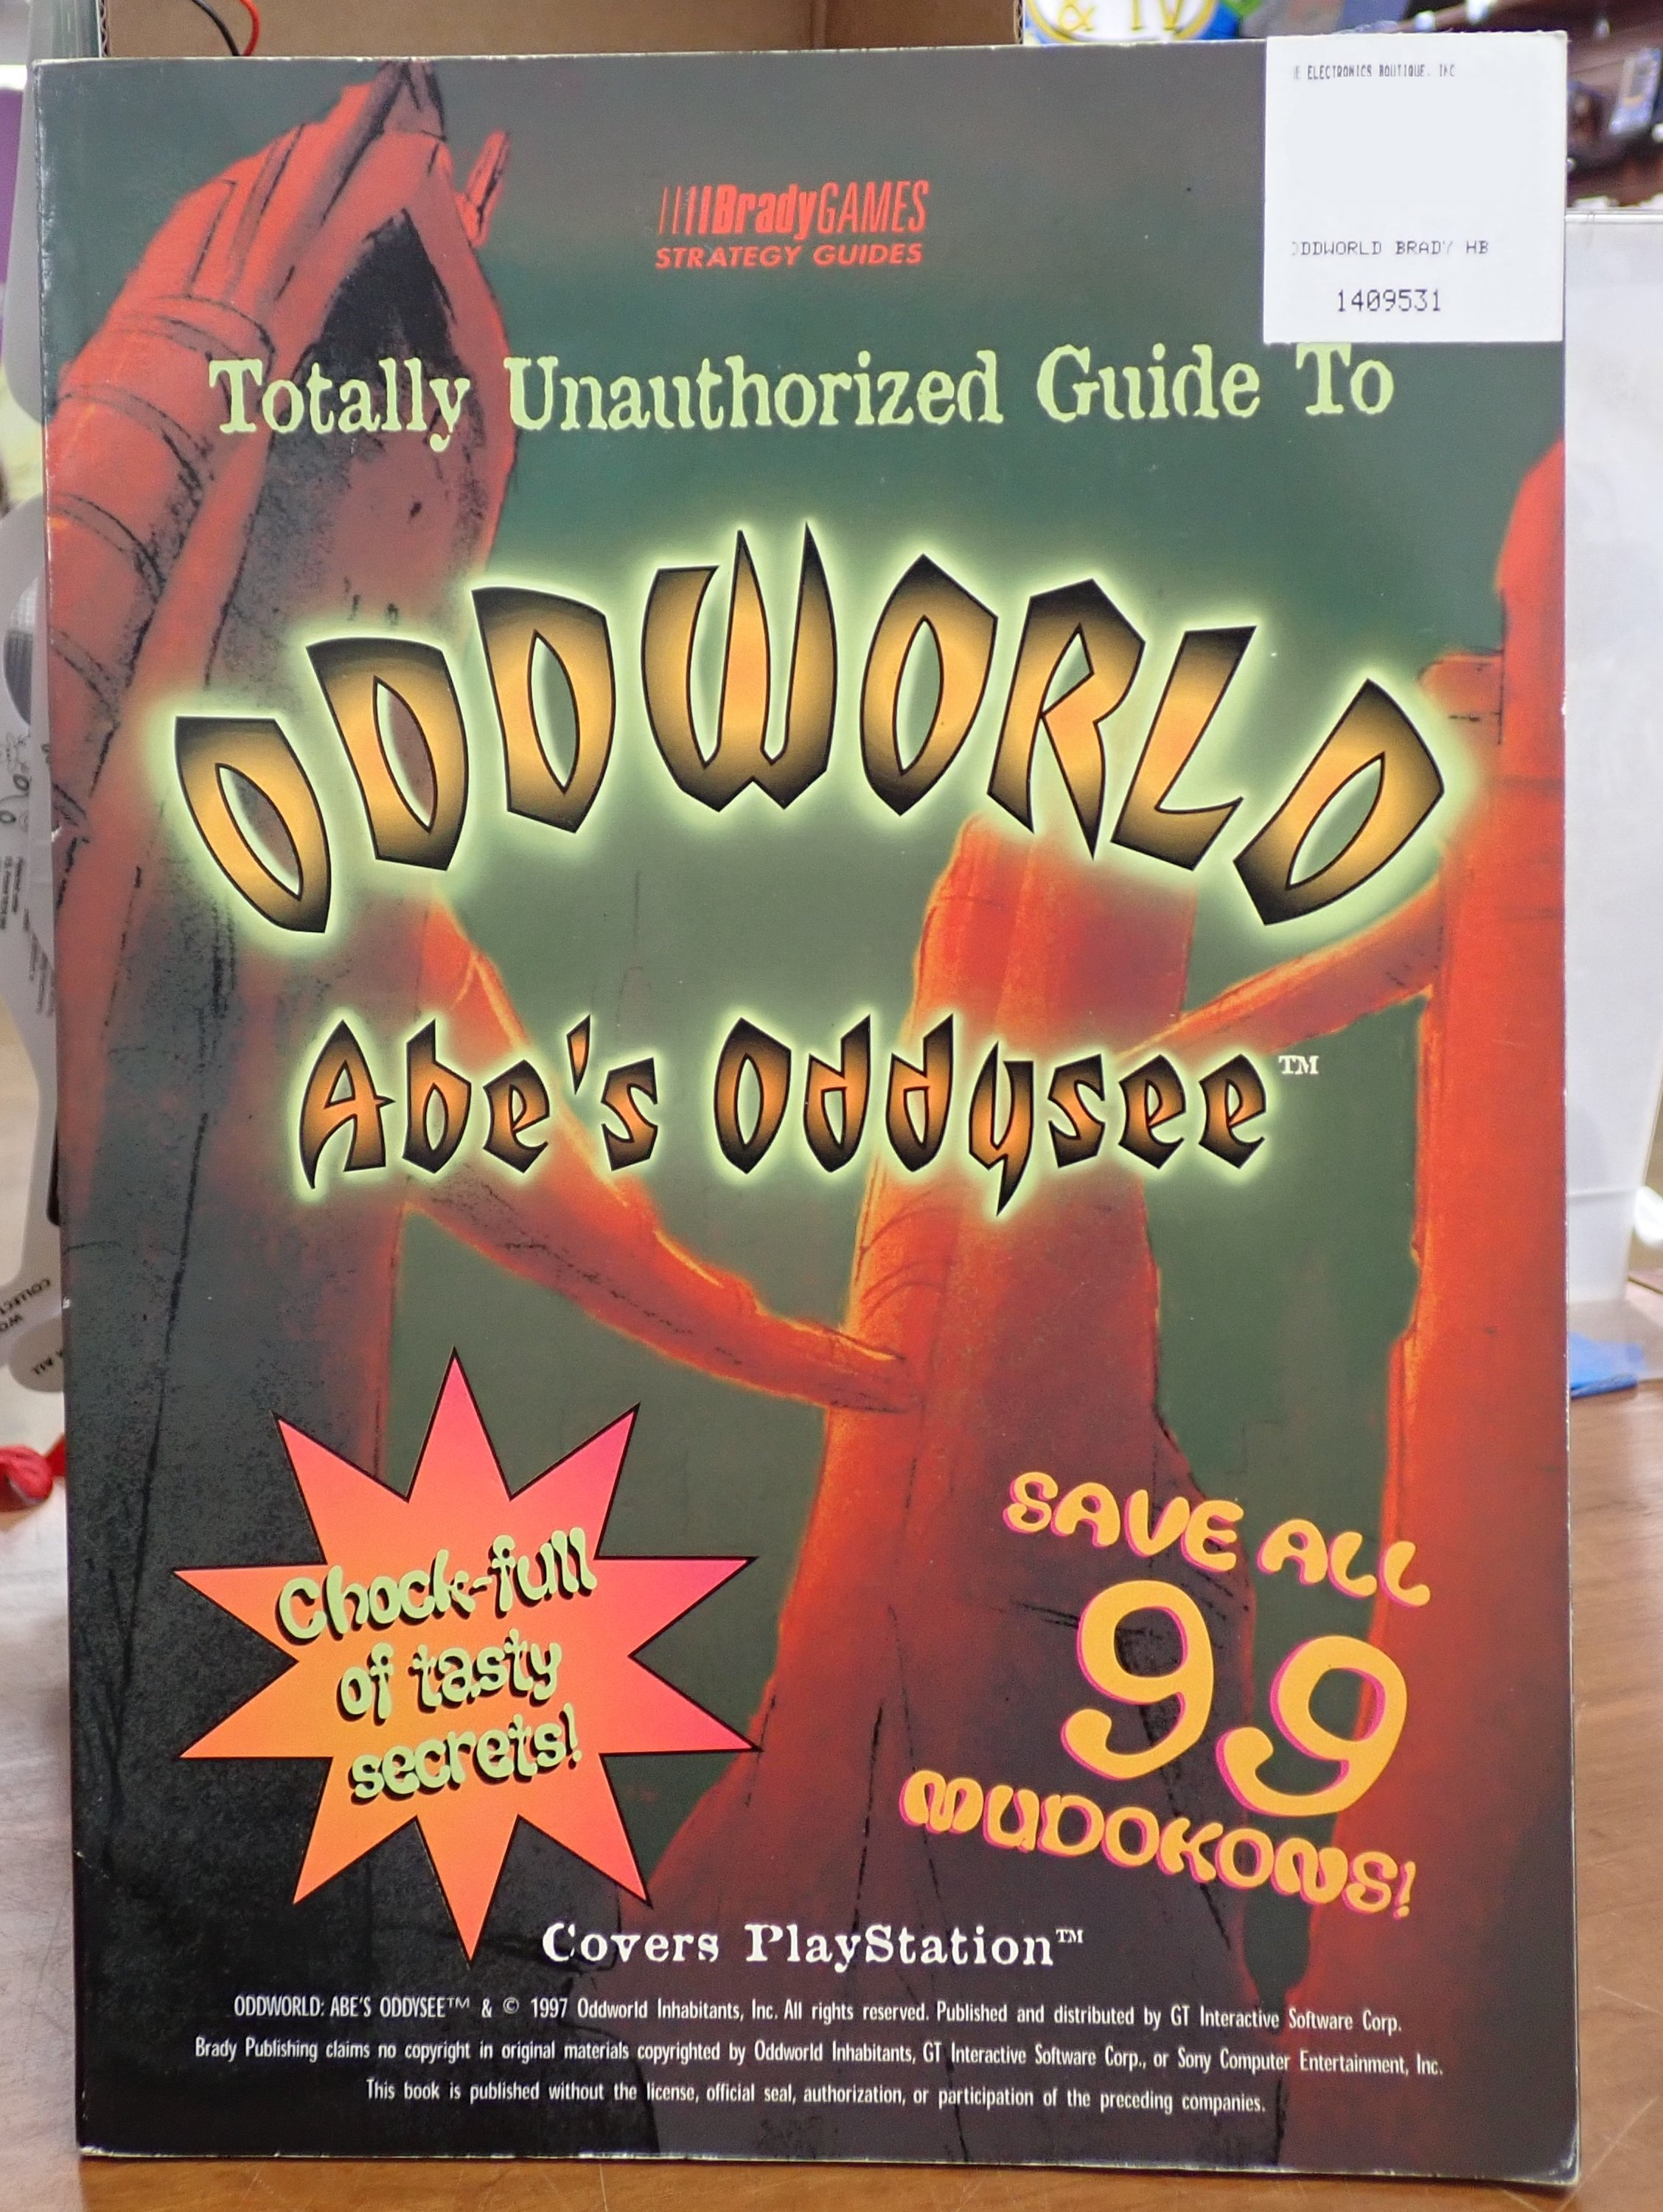 & IV
ELECTRONICS BOUTIQUE, INC
ODDWORLD BRADY HB
1409531
BradyGAMES
STRATEGY GUIDES
Totally Unauthorized Guide To
ODDWORLD
Abe's Oddysee™
Chock-full
of tasty
secrets!
SAVE ALL
99
MUDOKONS!
Covers PlayStation™
ODDWORLD: ABE'S ODDYSEE™ & © 1997 Oddworld Inhabitants, Inc. All rights reserved. Published and distributed by GT Interactive Software Corp.
Brady Publishing claims no copyright in original materials copyrighted by Oddworld Inhabitants, GT Interactive Software Corp., or Sony Computer Entertainment, Inc.
This book is published without the license, official seal, authorization, or participation of the preceding companies.